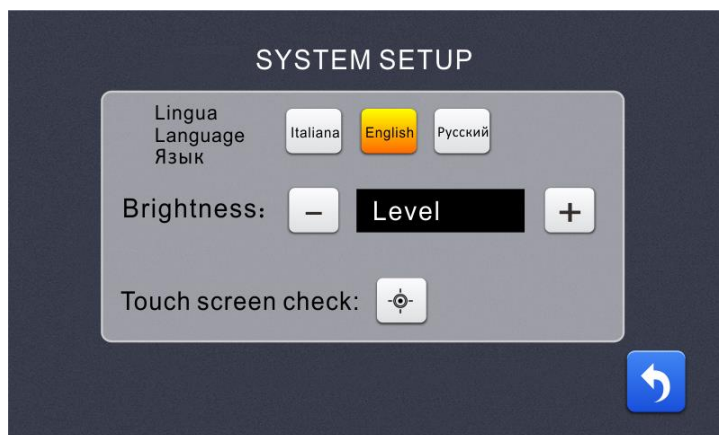 SYSTEM SETUP
Lingua
Language
Язык
Italiana English Русский
Brightness: − Level +
Touch screen check: